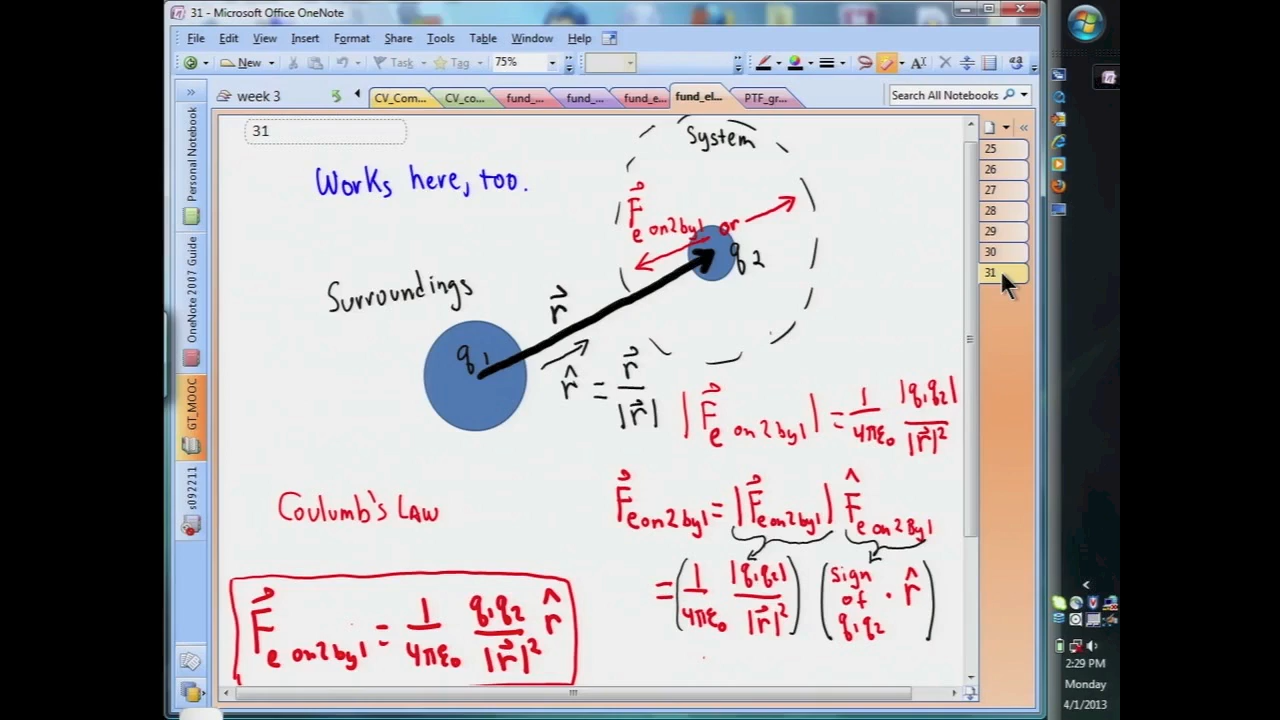 31 - Microsoft Office OneNote
File Edit View Insert Format Share Tools Table Window Help
New Task Tag 75%
week 3 CV_Com... CV_co... fund_... fund_... fund_e... fund_el... PTF_gr... Search All Notebooks
Personal Notebook
OneNote 2007 Guide
GT_MOOC
s092211
31
25
26
27
28
29
30
31
System
Works here, too.
F⃗ e on 2 by 1 or
q2
Surroundings
r⃗
q1
r̂ = r⃗ / |r⃗|
|F⃗ e on 2 by 1| = 1/4πε₀ |q1q2| / |r⃗|²
Coulumb's Law
F⃗ e on 2 by 1 = |F⃗ e on 2 by 1| F̂ e on 2 By 1
= (1/4πε₀ |q1q2| / |r⃗|²) (sign of q1q2 · r̂)
F⃗ e on 2 by 1 = 1/4πε₀ q1q2 / |r⃗|² r̂
2:29 PM
Monday
4/1/2013